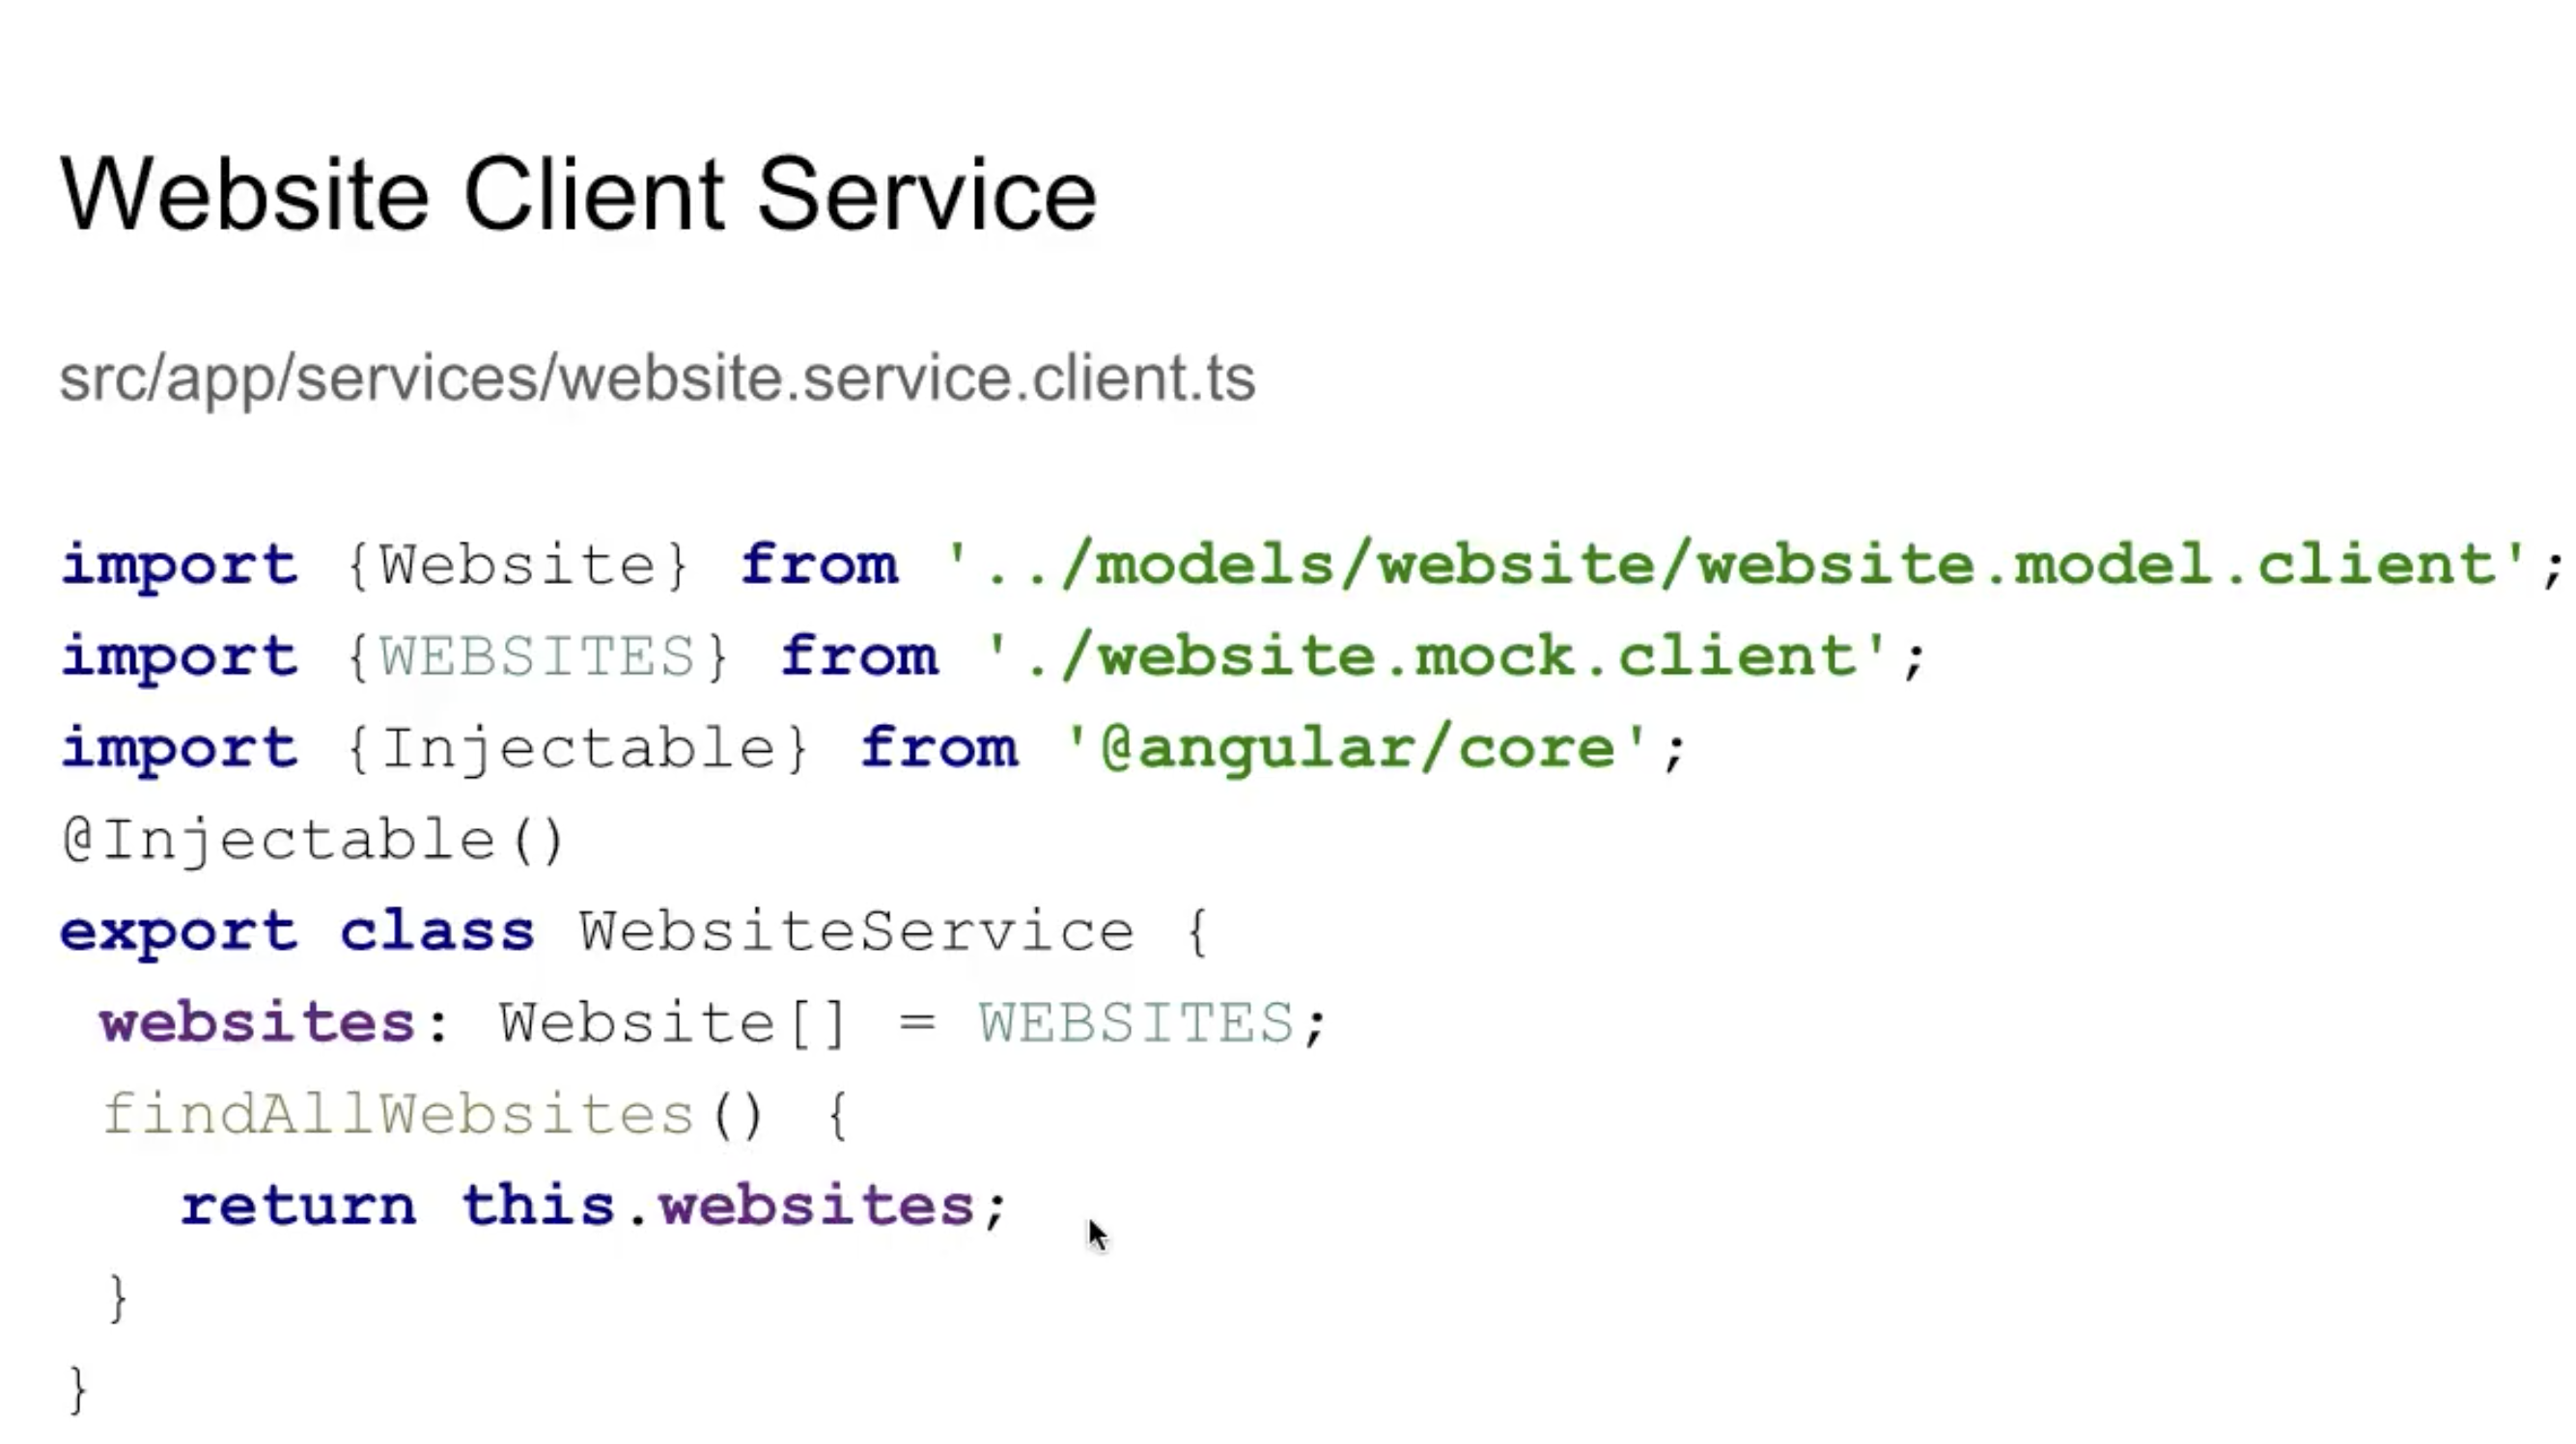 Website Client Service
src/app/services/website.service.client.ts
import {Website} from '../models/website/website.model.client';
import {WEBSITES} from './website.mock.client';
import {Injectable} from '@angular/core';
@Injectable()
export class WebsiteService {
 websites: Website[] = WEBSITES;
 findAllWebsites() {
   return this.websites;
 }
}